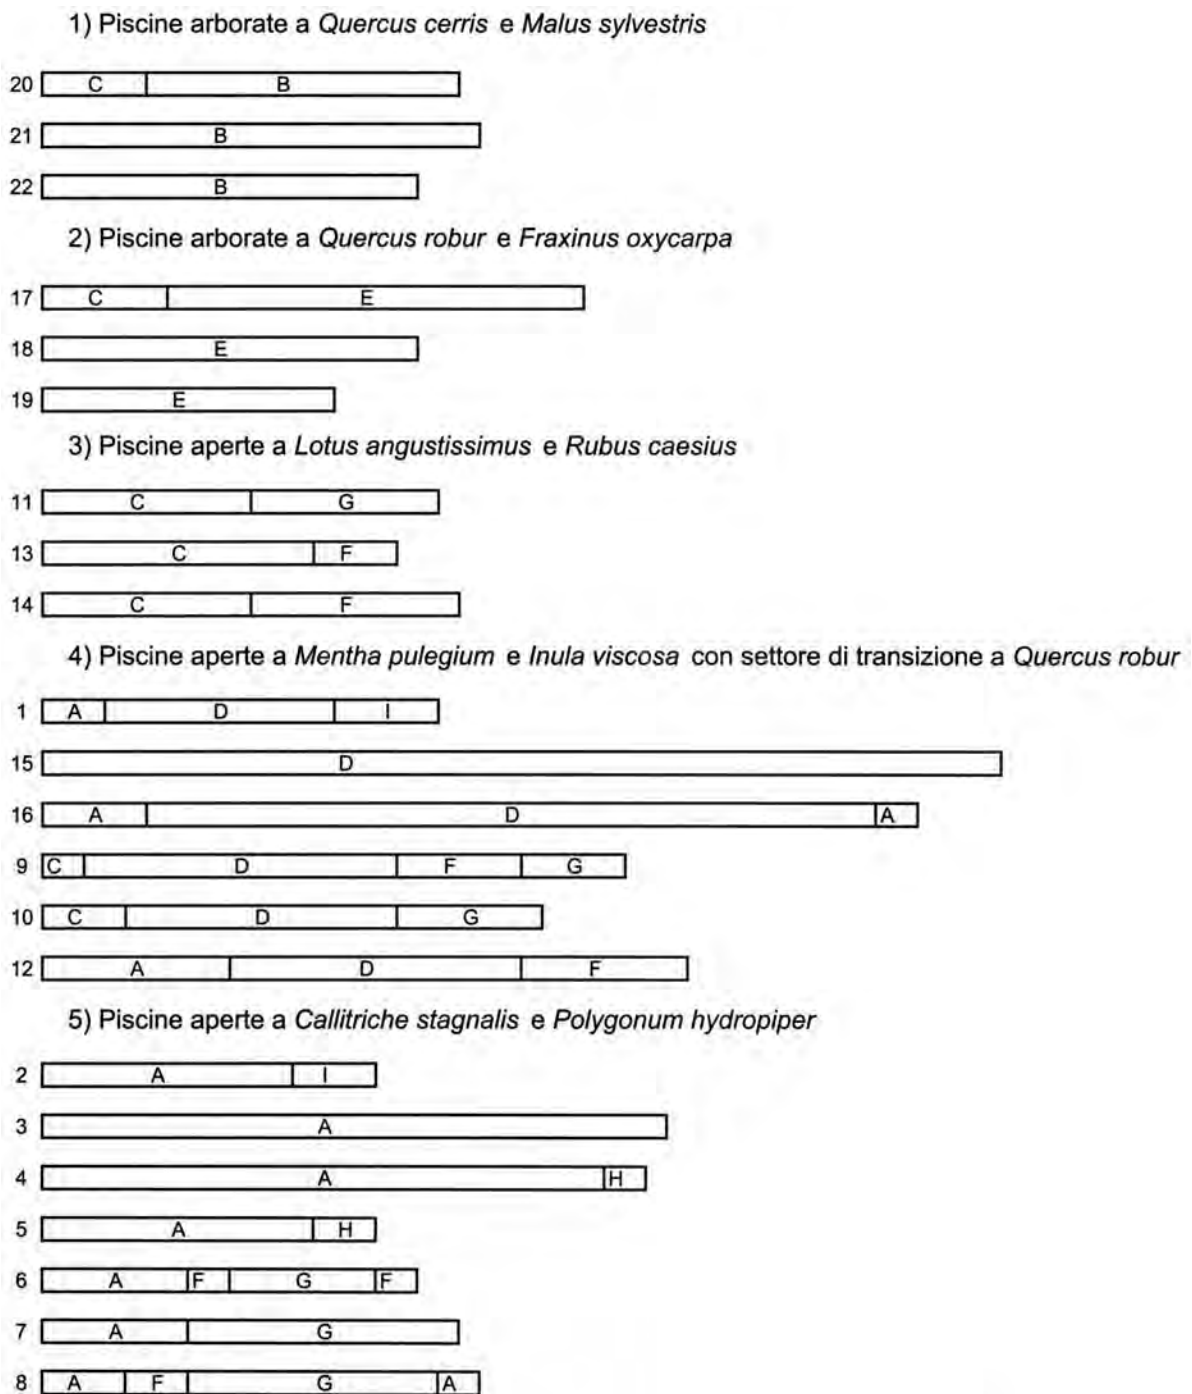 1) Piscine arborate a Quercus cerris e Malus sylvestris
20 C B
21 B
22 B
2) Piscine arborate a Quercus robur e Fraxinus oxycarpa
17 C E
18 E
19 E
3) Piscine aperte a Lotus angustissimus e Rubus caesius
11 C G
13 C F
14 C F
4) Piscine aperte a Mentha pulegium e Inula viscosa con settore di transizione a Quercus robur
1 A D I
15 D
16 A D A
9 C D F G
10 C D G
12 A D F
5) Piscine aperte a Callitriche stagnalis e Polygonum hydropiper
2 A I
3 A
4 A H
5 A H
6 A F G F
7 A G
8 A F G A